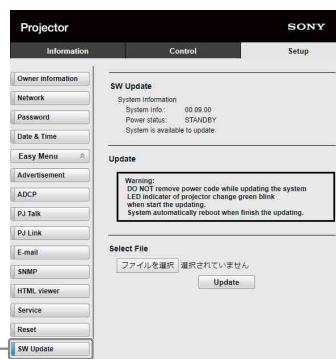 Projector
SONY
Information
Control
Setup
Owner information
Network
Password
Date & Time
Easy Menu
Advertisement
ADCP
PJ Talk
PJ Link
E-mail
SNMP
HTML viewer
Service
Reset
SW Update
SW Update
System Information
System Info.: 00.09.00
Power status: STANDBY
System is available to update.
Update
Warning:
DO NOT remove power code while updating the system
LED indicater of projector change green blink
when start the updating.
System automatically reboot when finish the updating.
Select File
ファイルを選択 選択されていません
Update